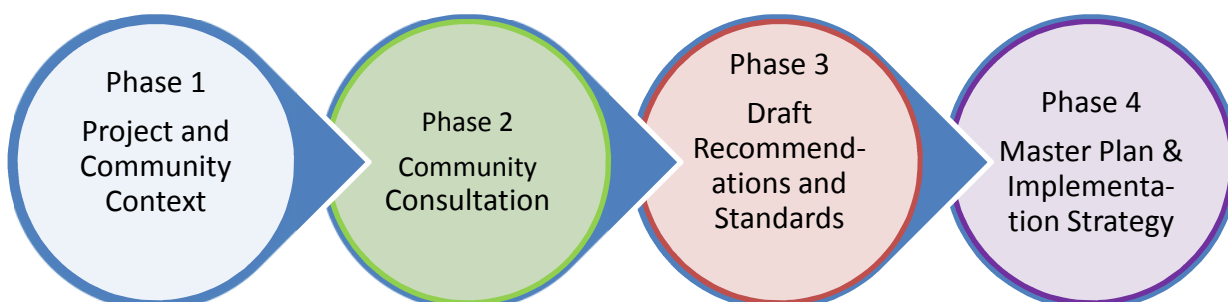 Phase 1
Project and
Community
Context
Phase 2
Community
Consultation
Phase 3
Draft
Recommend-
ations and
Standards
Phase 4
Master Plan &
Implementa-
tion Strategy